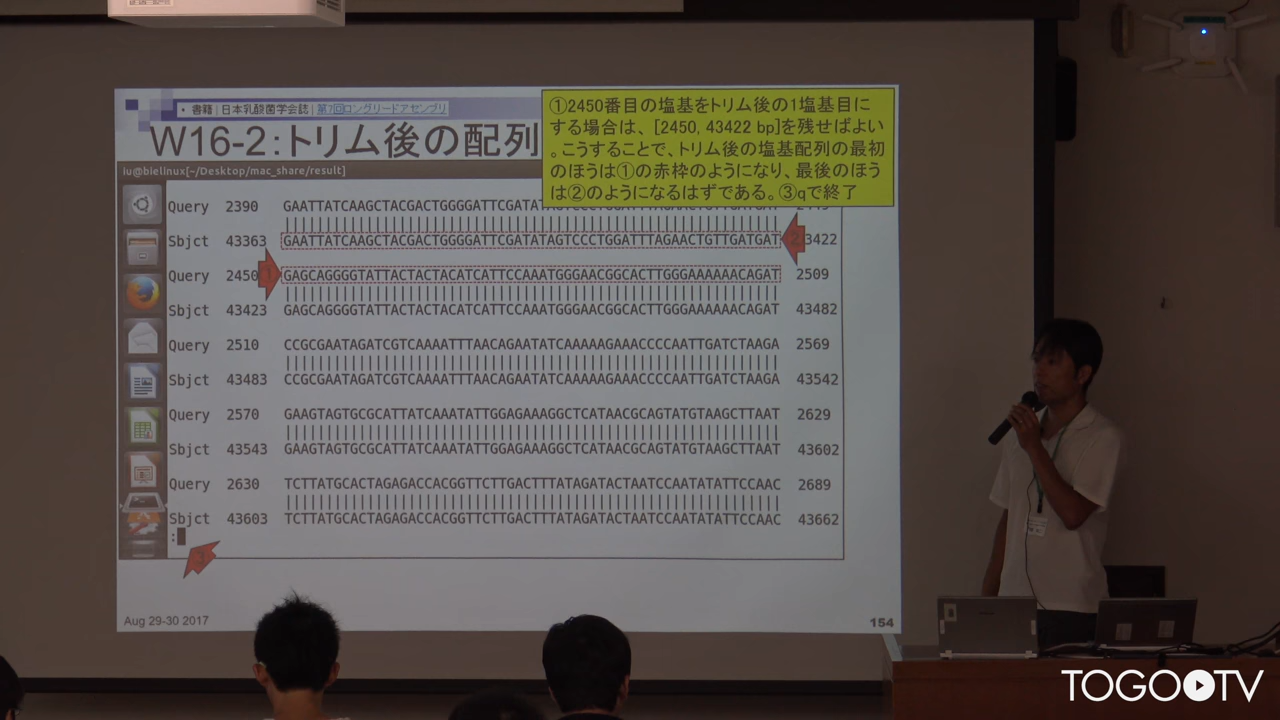 • 書籍 | 日本乳酸菌学会誌 | 第7回ロングリードアセンブリ
W16-2:トリム後の配列
①2450番目の塩基をトリム後の1塩基目に
する場合は、[2450, 43422 bp]を残せばよい
。こうすることで、トリム後の塩基配列の最初
のほうは①の赤枠のようになり、最後のほう
は②のようになるはずである。③qで終了
iu@bielinux[~/Desktop/mac_share/result]
Query 2390 GAATTATCAAGCTACGACTGGGGATTCGATAT
Sbjct 43363 GAATTATCAAGCTACGACTGGGGATTCGATATAGTCCCTGGATTTAGAACTGTTGATGAT 3422
Query 2450 GAGCAGGGGTATTACTACTACATCATTCCAAATGGGAACGGCACTTGGGAAAAAACAGAT 2509
Sbjct 43423 GAGCAGGGGTATTACTACTACATCATTCCAAATGGGAACGGCACTTGGGAAAAAACAGAT 43482
Query 2510 CCGCGAATAGATCGTCAAAATTTAACAGAATATCAAAAAGAAACCCCAATTGATCTAAGA 2569
Sbjct 43483 CCGCGAATAGATCGTCAAAATTTAACAGAATATCAAAAAGAAACCCCAATTGATCTAAGA 43542
Query 2570 GAAGTAGTGCGCATTATCAAATATTGGAGAAAGGCTCATAACGCAGTATGTAAGCTTAAT 2629
Sbjct 43543 GAAGTAGTGCGCATTATCAAATATTGGAGAAAGGCTCATAACGCAGTATGTAAGCTTAAT 43602
Query 2630 TCTTATGCACTAGAGACCACGGTTCTTGACTTTATAGATACTAATCCAATATATTCCAAC 2689
Sbjct 43603 TCTTATGCACTAGAGACCACGGTTCTTGACTTTATAGATACTAATCCAATATATTCCAAC 43662
:
3
Aug 29-30 2017
154
TOGOTV